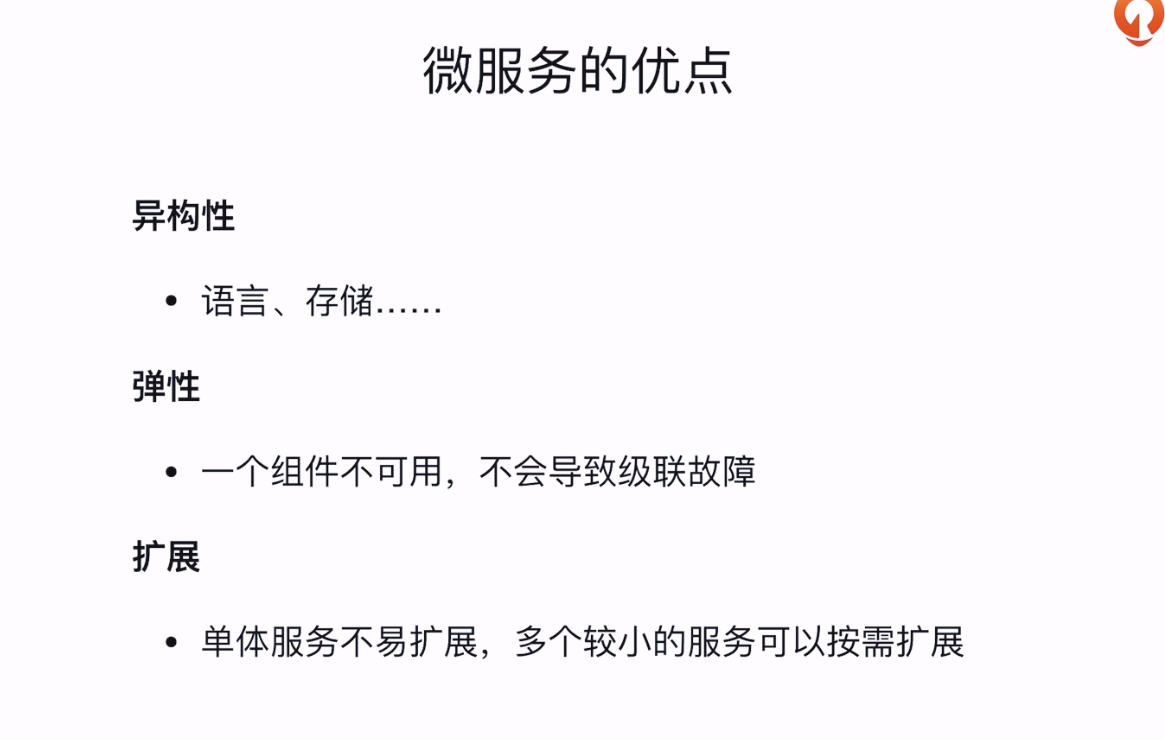 微服务的优点
异构性
• 语言、存储……
弹性
• 一个组件不可用，不会导致级联故障
扩展
• 单体服务不易扩展，多个较小的服务可以按需扩展